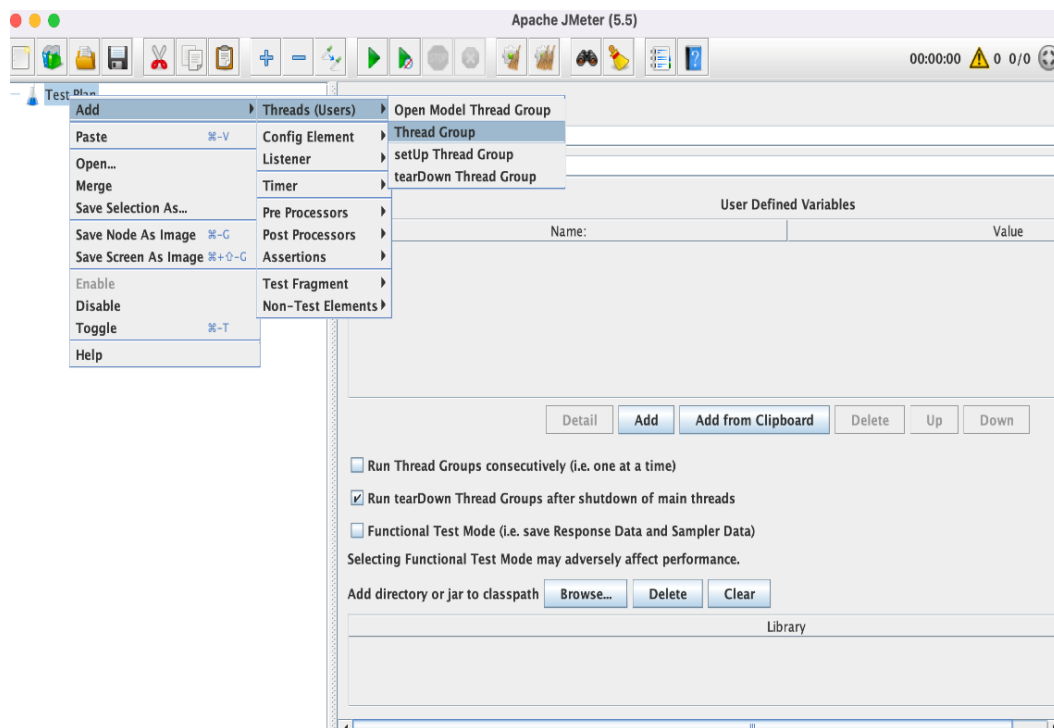 Apache JMeter (5.5)
00:00:00 0 0/0
Test Plan
Add
Paste ⌘-V
Open...
Merge
Save Selection As...
Save Node As Image ⌘-G
Save Screen As Image ⌘+⇧-G
Enable
Disable
Toggle ⌘-T
Help
Threads (Users)
Config Element
Listener
Timer
Pre Processors
Post Processors
Assertions
Test Fragment
Non-Test Elements
Open Model Thread Group
Thread Group
setUp Thread Group
tearDown Thread Group
User Defined Variables
Name: Value
Detail Add Add from Clipboard Delete Up Down
Run Thread Groups consecutively (i.e. one at a time)
Run tearDown Thread Groups after shutdown of main threads
Functional Test Mode (i.e. save Response Data and Sampler Data)
Selecting Functional Test Mode may adversely affect performance.
Add directory or jar to classpath Browse... Delete Clear
Library